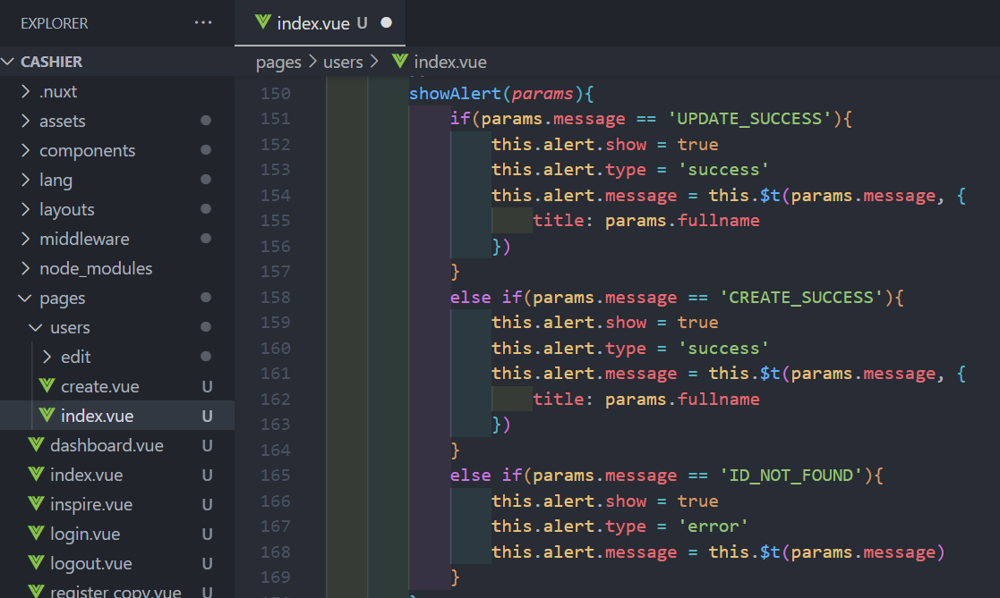 EXPLORER ...
CASHIER
.nuxt
assets
components
lang
layouts
middleware
node_modules
pages
users
edit
create.vue U
index.vue U
dashboard.vue U
index.vue U
inspire.vue U
login.vue U
logout.vue U
register copy.vue U
index.vue U
pages > users > index.vue
150 showAlert(params){
151 if(params.message == 'UPDATE_SUCCESS'){
152 this.alert.show = true
153 this.alert.type = 'success'
154 this.alert.message = this.$t(params.message, {
155 title: params.fullname
156 })
157 }
158 else if(params.message == 'CREATE_SUCCESS'){
159 this.alert.show = true
160 this.alert.type = 'success'
161 this.alert.message = this.$t(params.message, {
162 title: params.fullname
163 })
164 }
165 else if(params.message == 'ID_NOT_FOUND'){
166 this.alert.show = true
167 this.alert.type = 'error'
168 this.alert.message = this.$t(params.message)
169 }